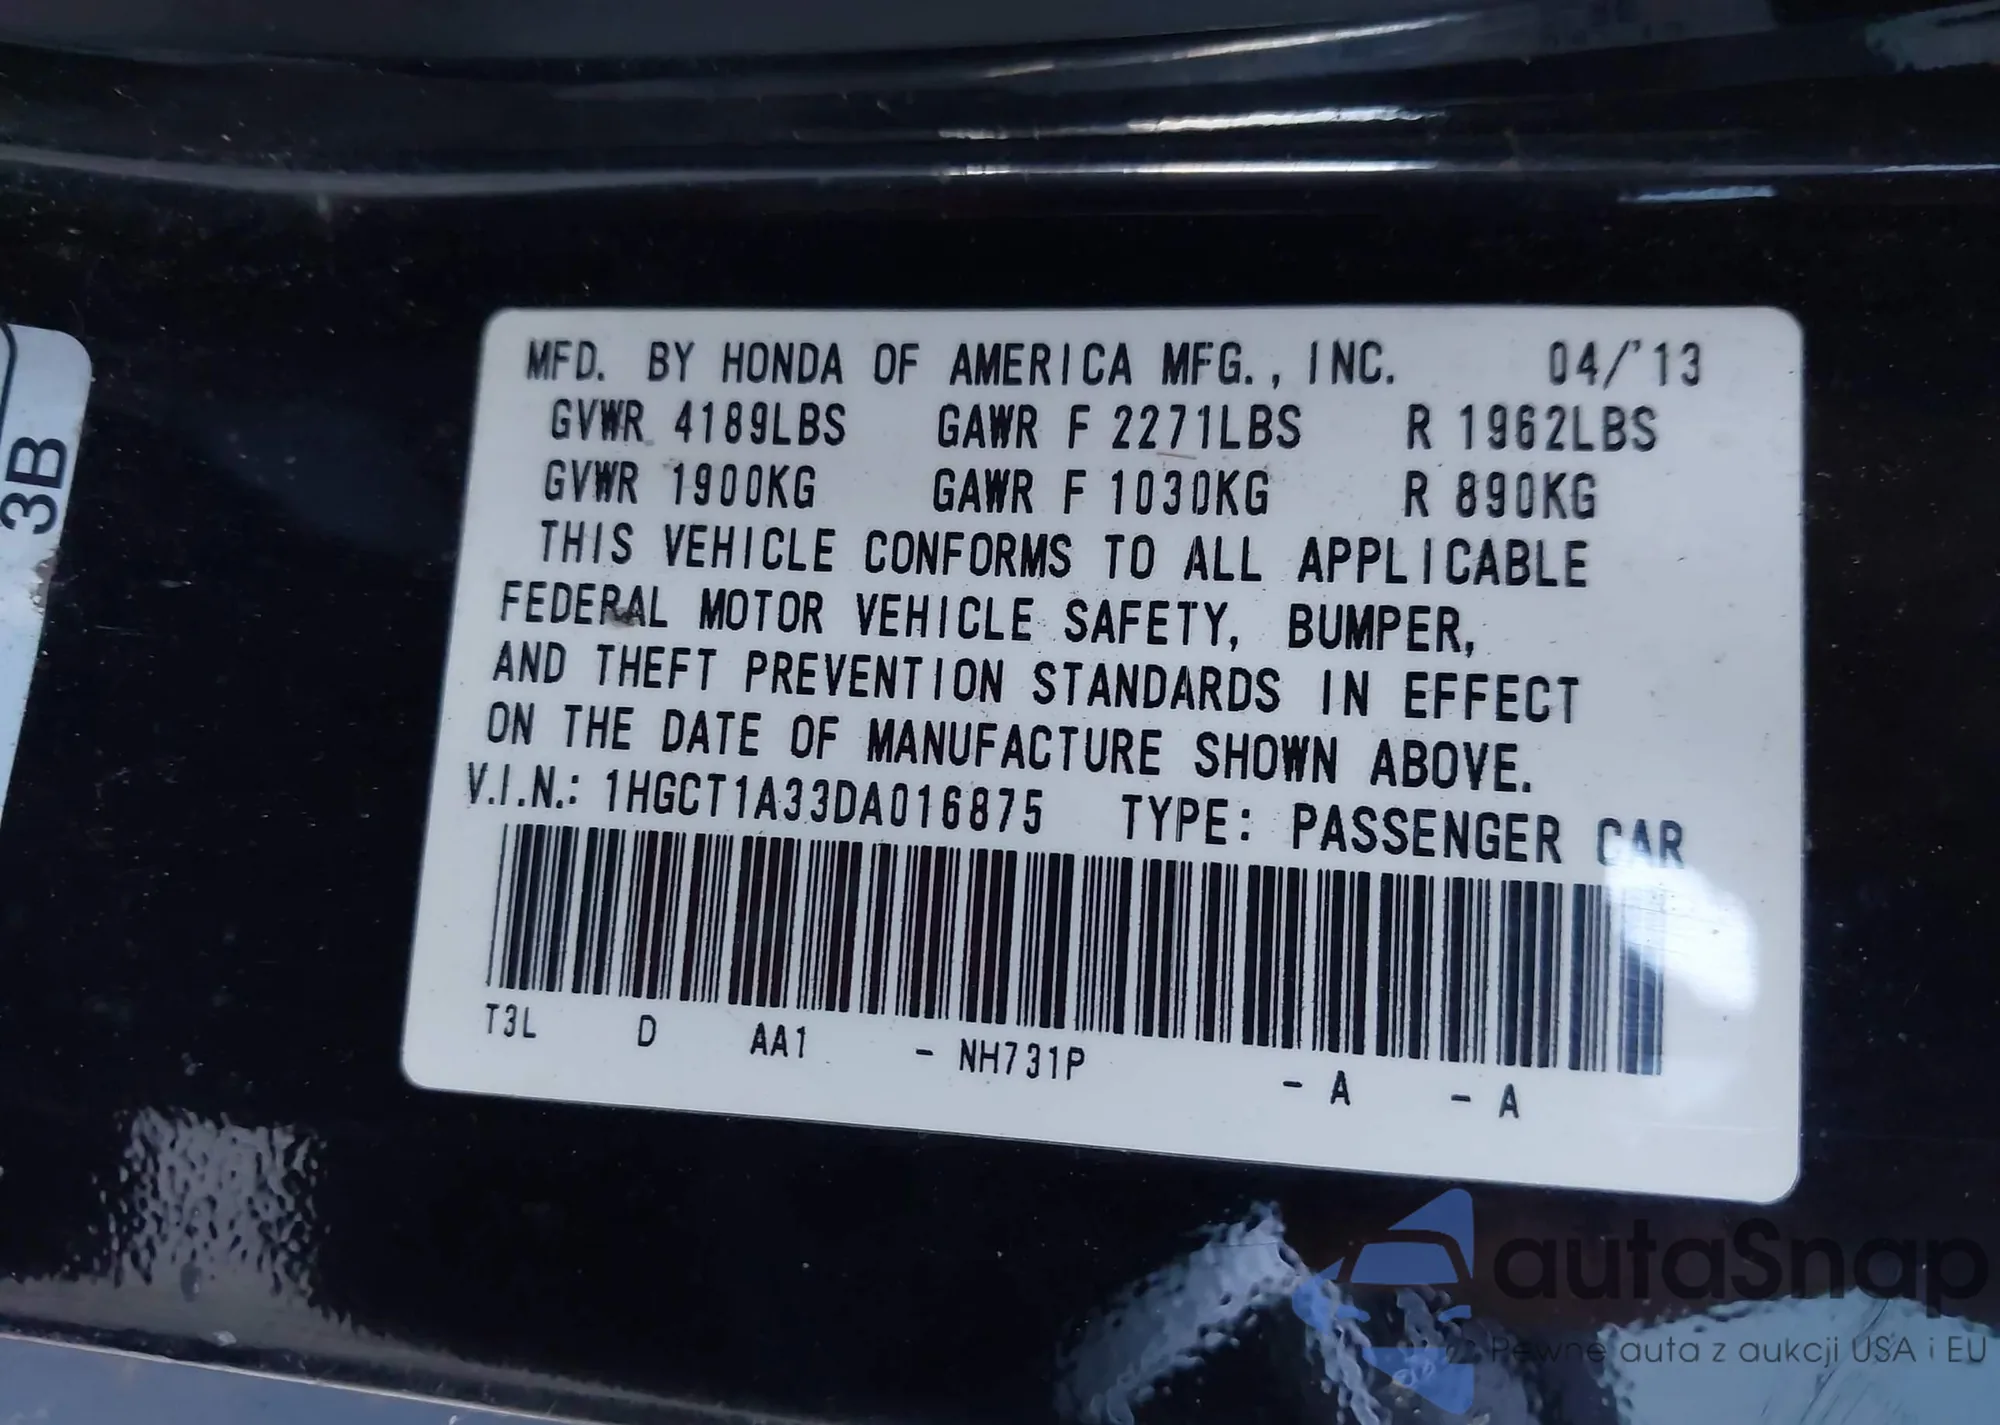 3B
MFD. BY HONDA OF AMERICA MFG., INC. 04/'13
GVWR 4189LBS GAWR F 2271LBS R 1962LBS
GVWR 1900KG GAWR F 1030KG R 890KG
THIS VEHICLE CONFORMS TO ALL APPLICABLE
FEDERAL MOTOR VEHICLE SAFETY, BUMPER,
AND THEFT PREVENTION STANDARDS IN EFFECT
ON THE DATE OF MANUFACTURE SHOWN ABOVE.
V.I.N.: 1HGCT1A33DA016875 TYPE: PASSENGER CAR
T3L D AA1 - NH731P - A - A
autaSnap
Pewne auta z aukcji USA i EU